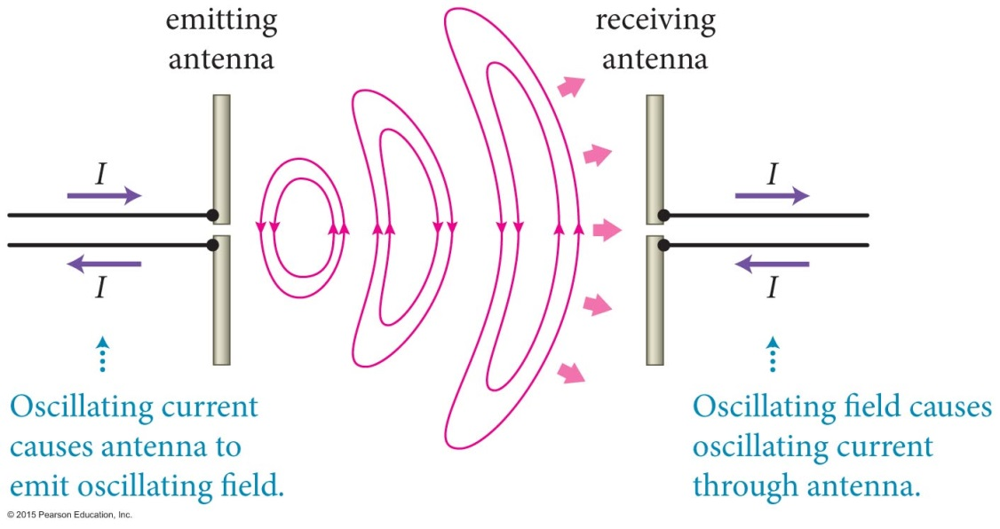 emitting
antenna
receiving
antenna
I
I
I
I
Oscillating current
causes antenna to
emit oscillating field.
Oscillating field causes
oscillating current
through antenna.
© 2015 Pearson Education, Inc.